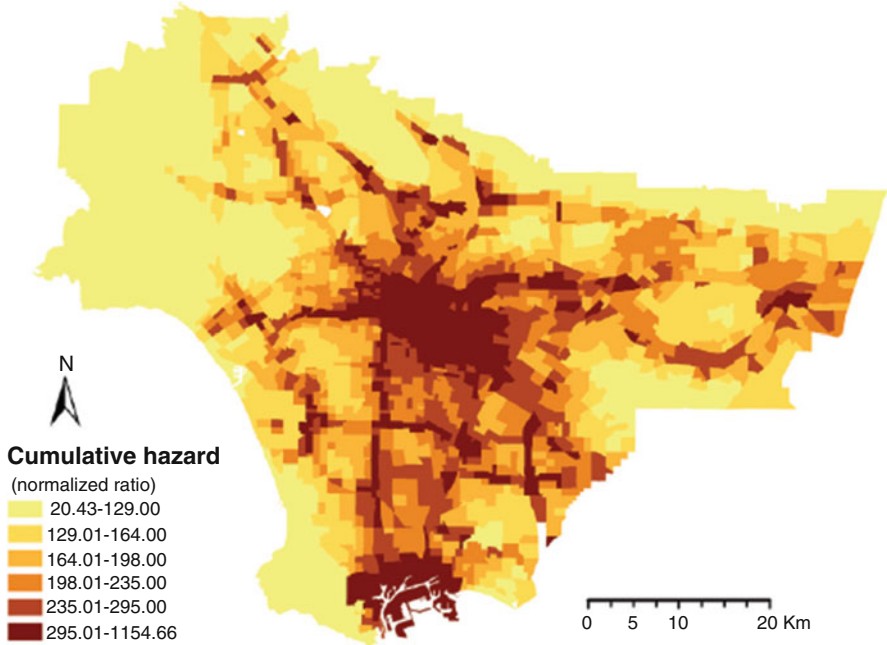 N
Cumulative hazard
(normalized ratio)
20.43-129.00
129.01-164.00
164.01-198.00
198.01-235.00
235.01-295.00
295.01-1154.66
0 5 10 20 Km